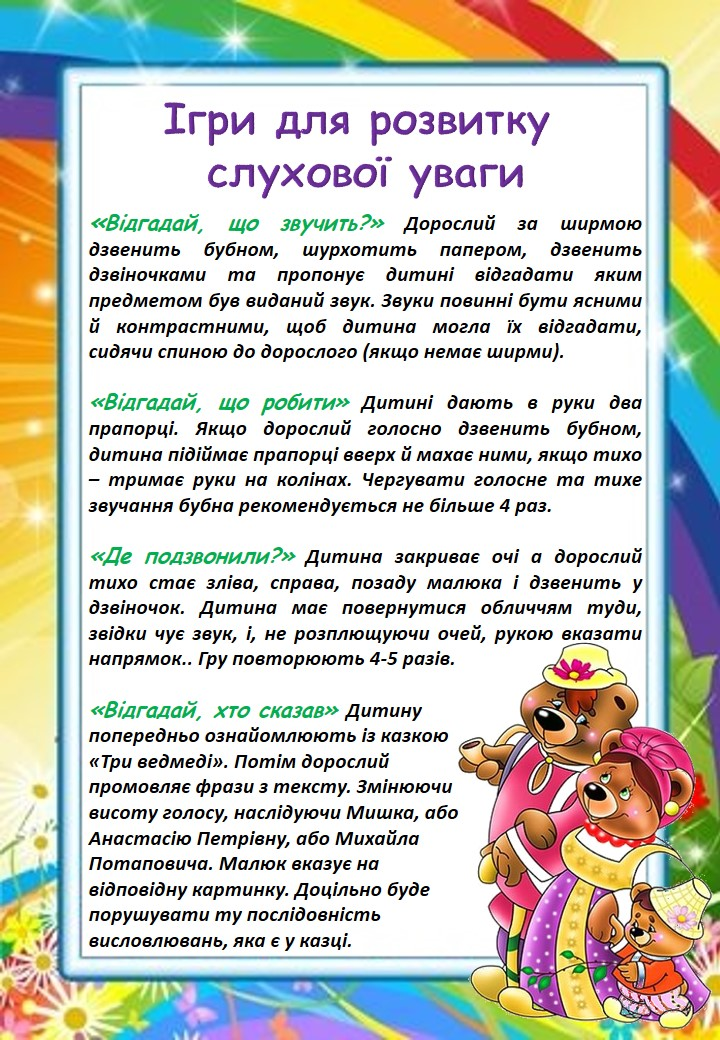 Ігри для розвитку
слухової уваги
«Відгадай, що звучить?» Дорослий за ширмою
дзвенить бубном, шурхотить папером, дзвенить
дзвіночками та пропонує дитині відгадати яким
предметом був виданий звук. Звуки повинні бути ясними
й контрастними, щоб дитина могла їх відгадати,
сидячи спиною до дорослого (якщо немає ширми).
«Відгадай, що робити» Дитині дають в руки два
прапорці. Якщо дорослий голосно дзвенить бубном,
дитина підіймає прапорці вверх й махає ними, якщо тихо
– тримає руки на колінах. Чергувати голосне та тихе
звучання бубна рекомендується не більше 4 раз.
«Де подзвонили?» Дитина закриває очі а дорослий
тихо стає зліва, справа, позаду малюка і дзвенить у
дзвіночок. Дитина має повернутися обличчям туди,
звідки чує звук, і, не розплющуючи очей, рукою вказати
напрямок.. Гру повторюють 4-5 разів.
«Відгадай, хто сказав» Дитину
попередньо ознайомлюють із казкою
«Три ведмеді». Потім дорослий
промовляє фрази з тексту. Змінюючи
висоту голосу, наслідуючи Мишка, або
Анастасію Петрівну, або Михайла
Потаповича. Малюк вказує на
відповідну картинку. Доцільно буде
порушувати ту послідовність
висловлювань, яка є у казці.